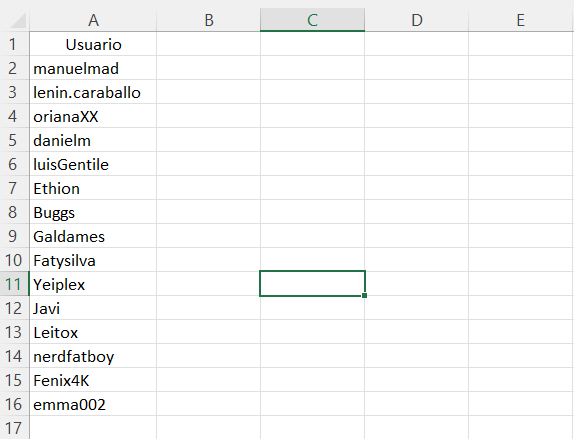 A B C D E
1 Usuario
2 manuelmad
3 lenin.caraballo
4 orianaXX
5 danielm
6 luisGentile
7 Ethion
8 Buggs
9 Galdames
10 Fatysilva
11 Yeiplex
12 Javi
13 Leitox
14 nerdfatboy
15 Fenix4K
16 emma002
17